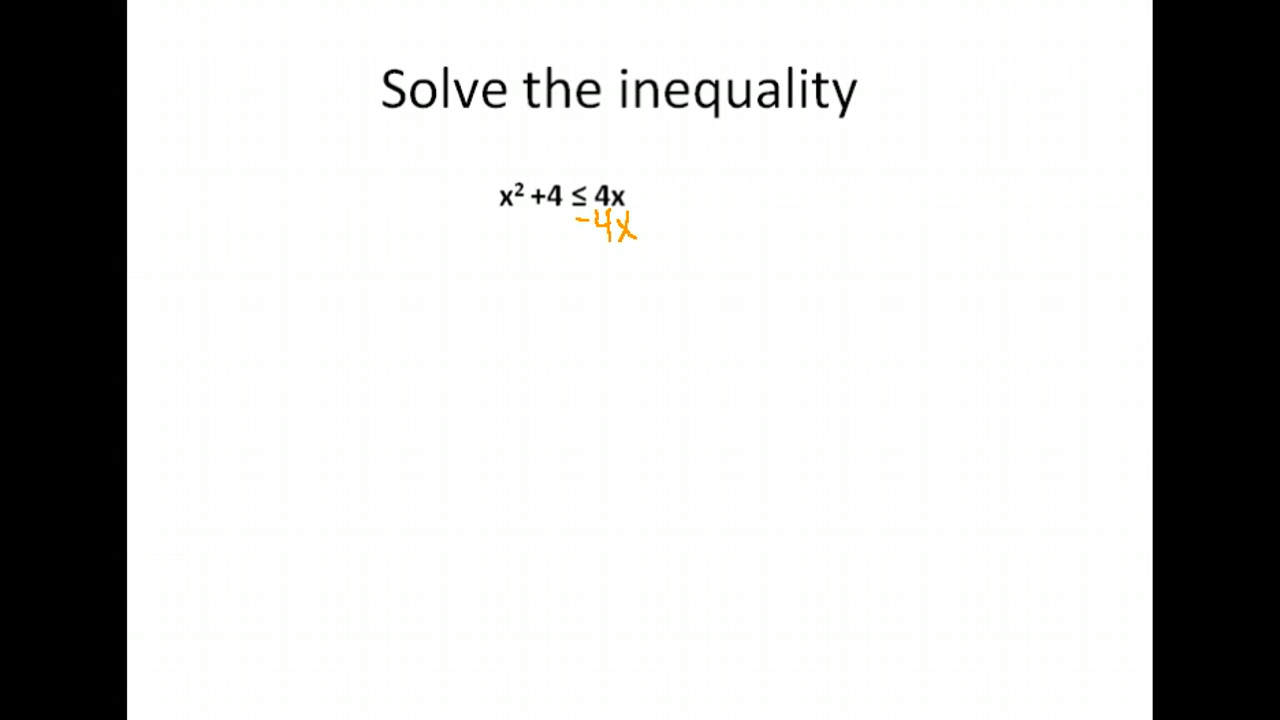 Solve the inequality
x² +4 ≤ 4x
-4x